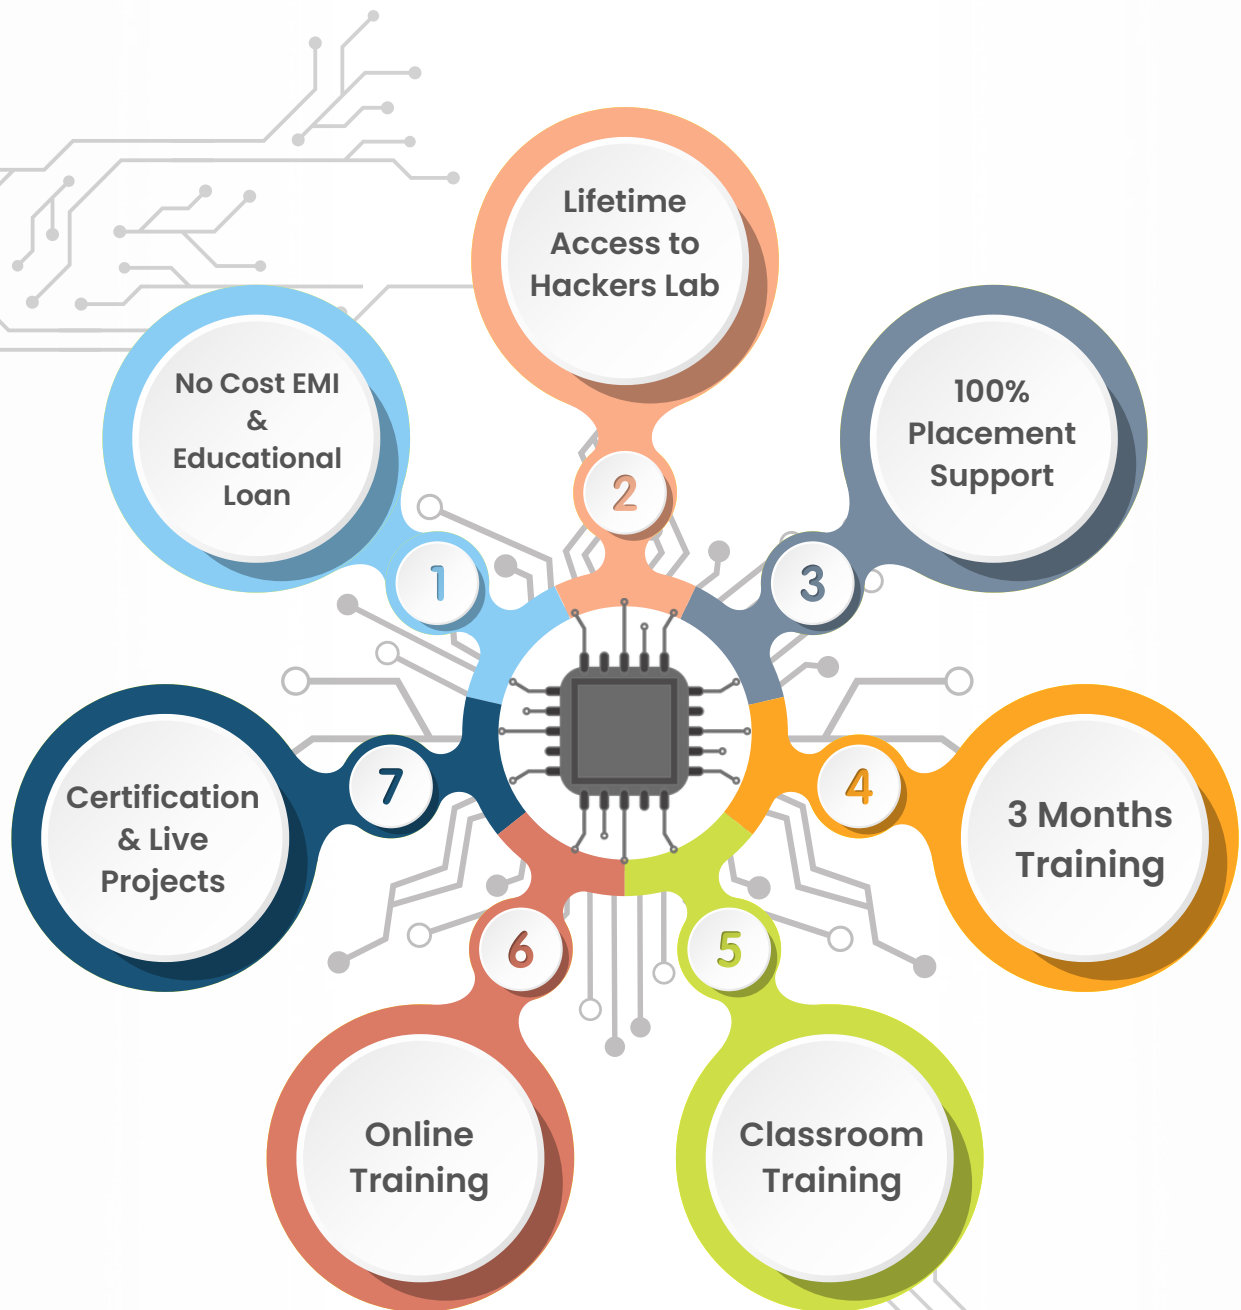 No Cost EMI
&
Educational
Loan
1
Lifetime
Access to
Hackers Lab
2
100%
Placement
Support
3
3 Months
Training
4
Classroom
Training
5
Online
Training
6
Certification
& Live
Projects
7